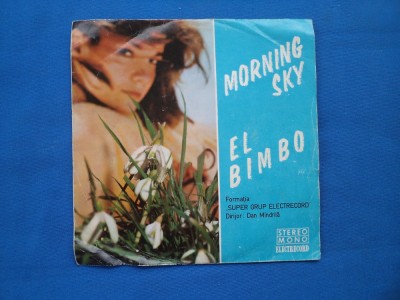 MORNING
SKY
EL
BIMBO
Formația
„SUPER GRUP ELECTRECORD
Dirijor: Dan Mîndrilă
STEREO
MONO
ELECTRECORD